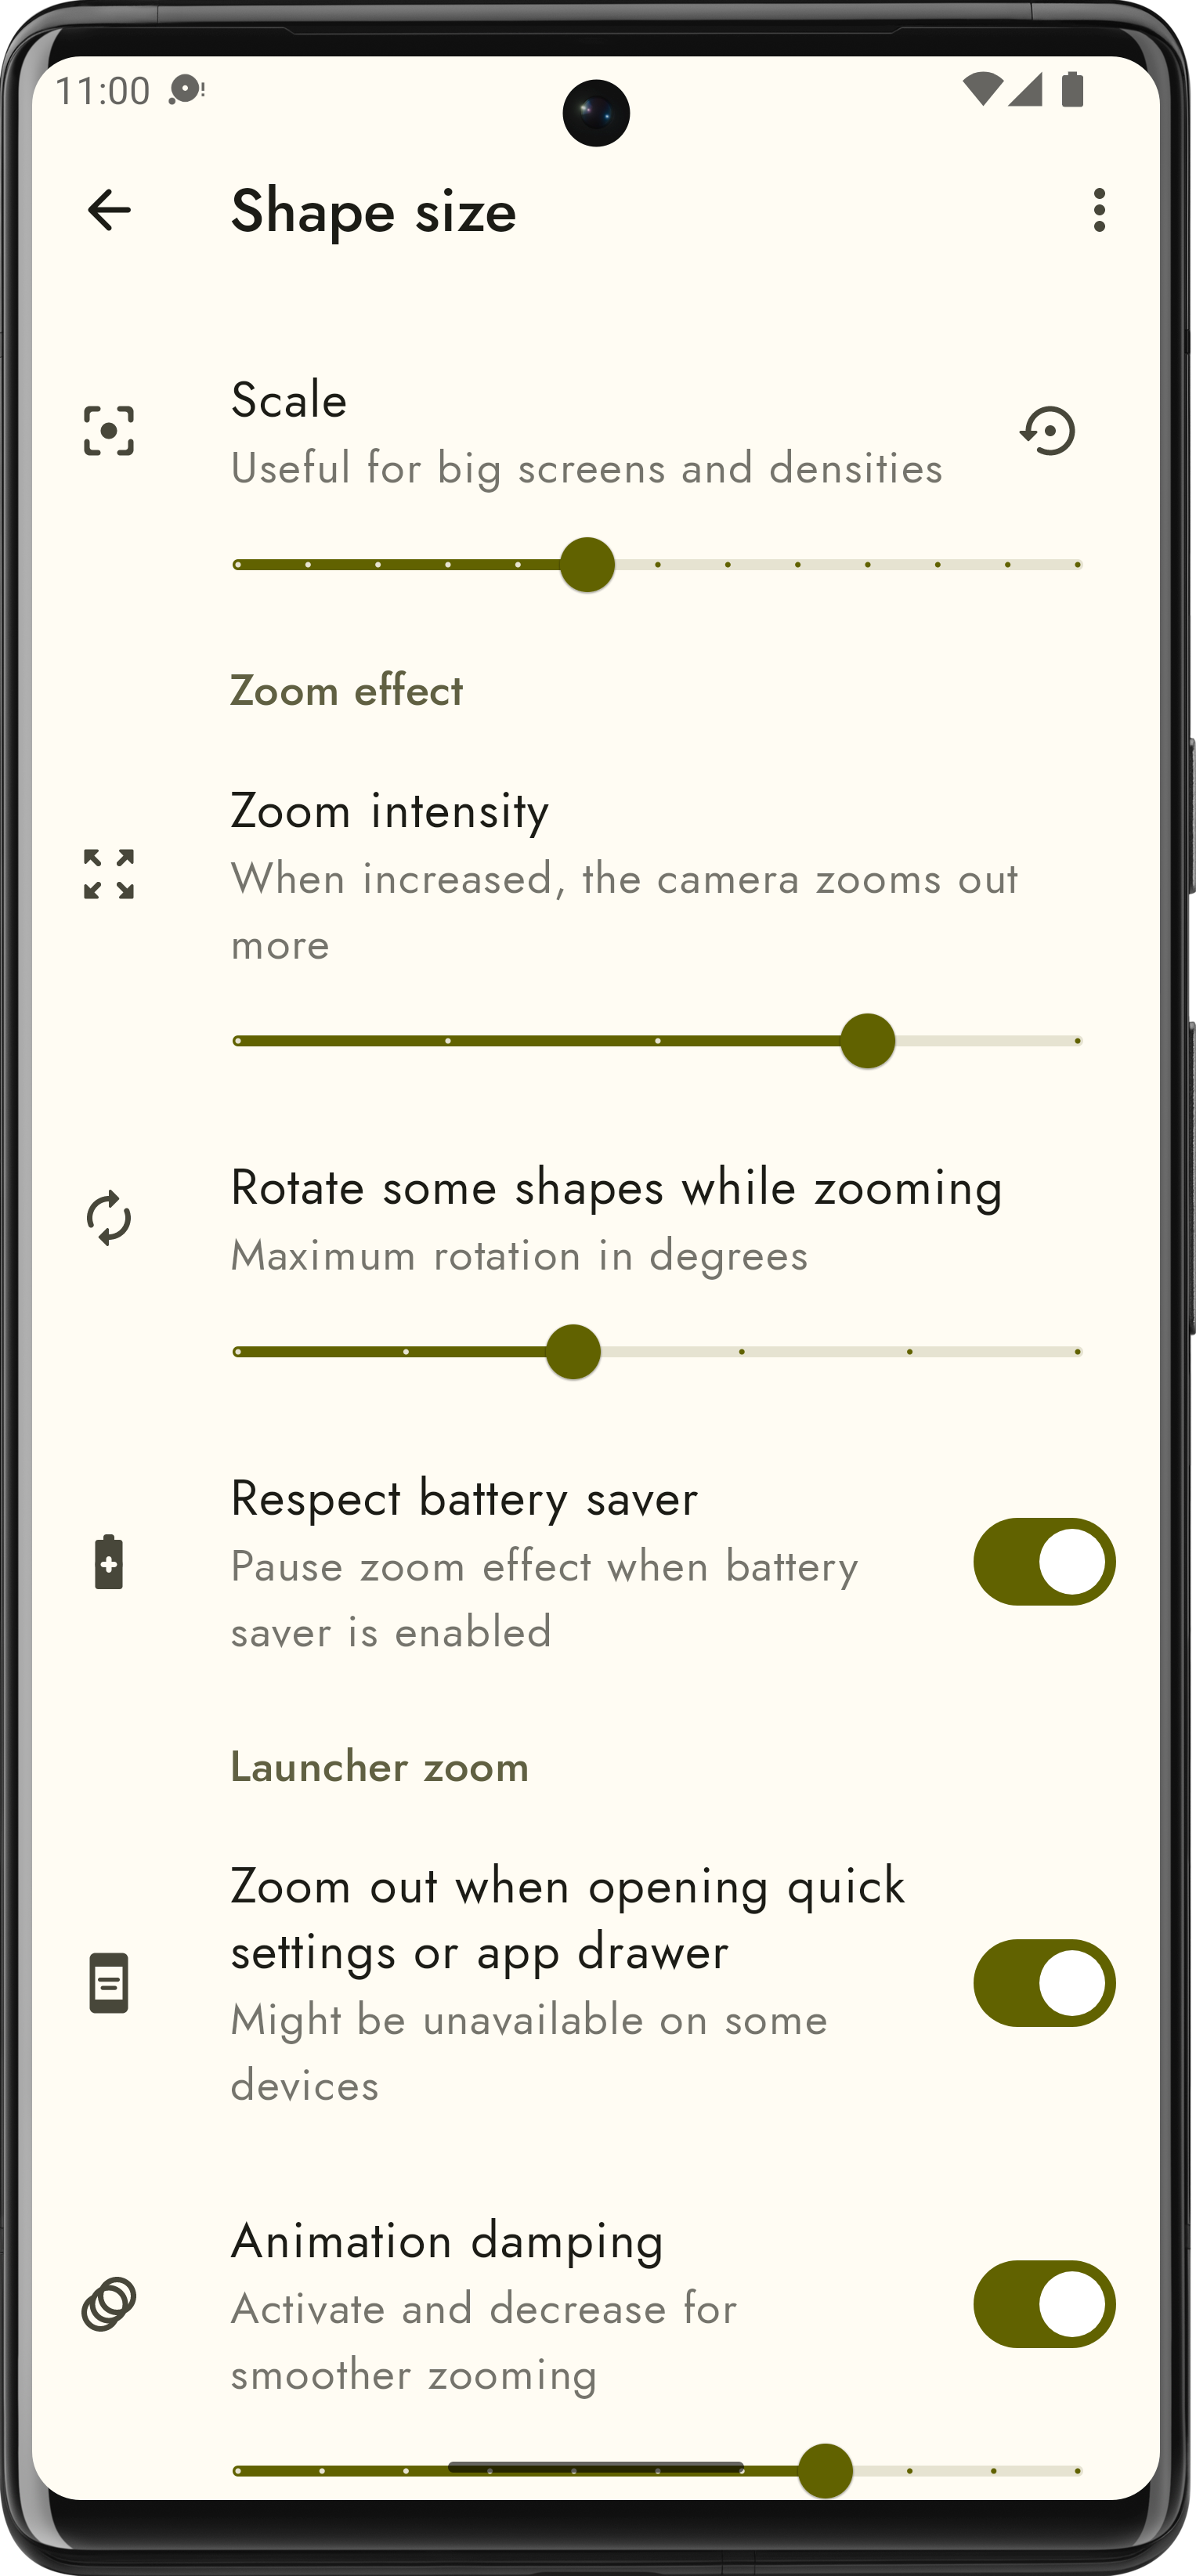 11:00
Shape size
Scale
Useful for big screens and densities
Zoom effect
Zoom intensity
When increased, the camera zooms out
more
Rotate some shapes while zooming
Maximum rotation in degrees
Respect battery saver
Pause zoom effect when battery
saver is enabled
Launcher zoom
Zoom out when opening quick
settings or app drawer
Might be unavailable on some
devices
Animation damping
Activate and decrease for
smoother zooming